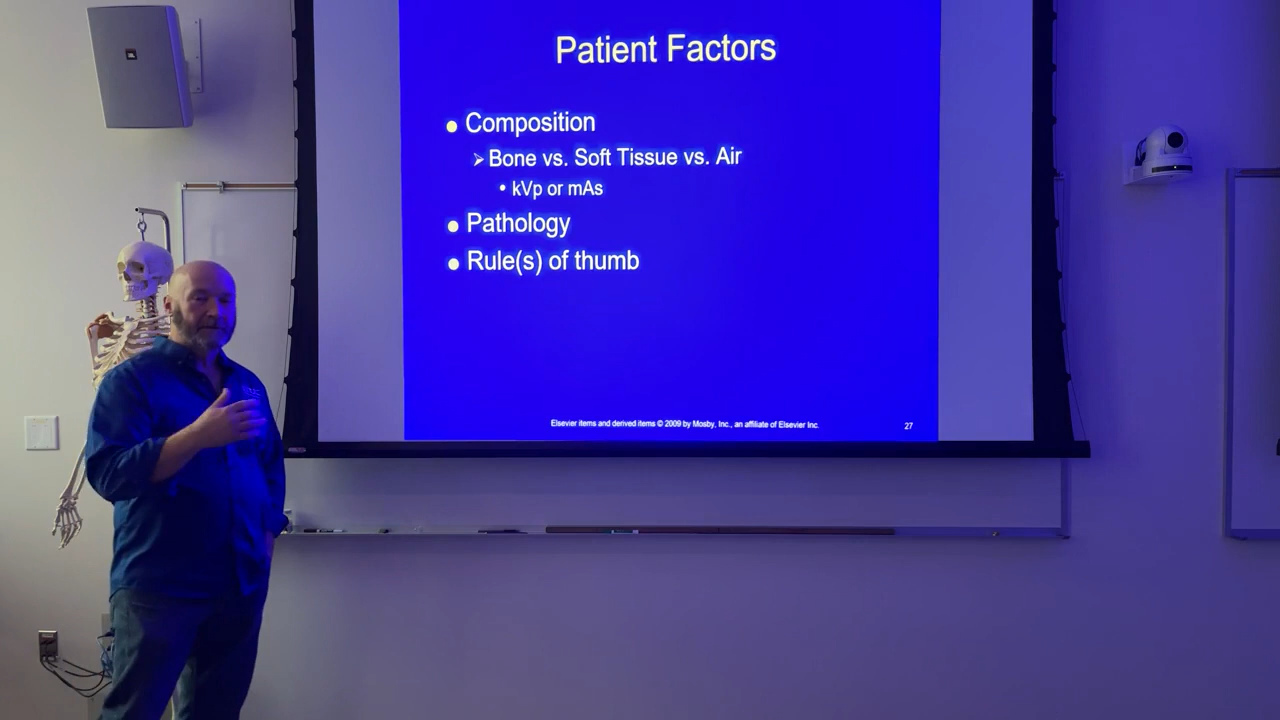 JBL
Patient Factors
Composition
Bone vs. Soft Tissue vs. Air
kVp or mAs
Pathology
Rule(s) of thumb
Elsevier items and derived items © 2009 by Mosby, Inc., an affiliate of Elsevier Inc.
27